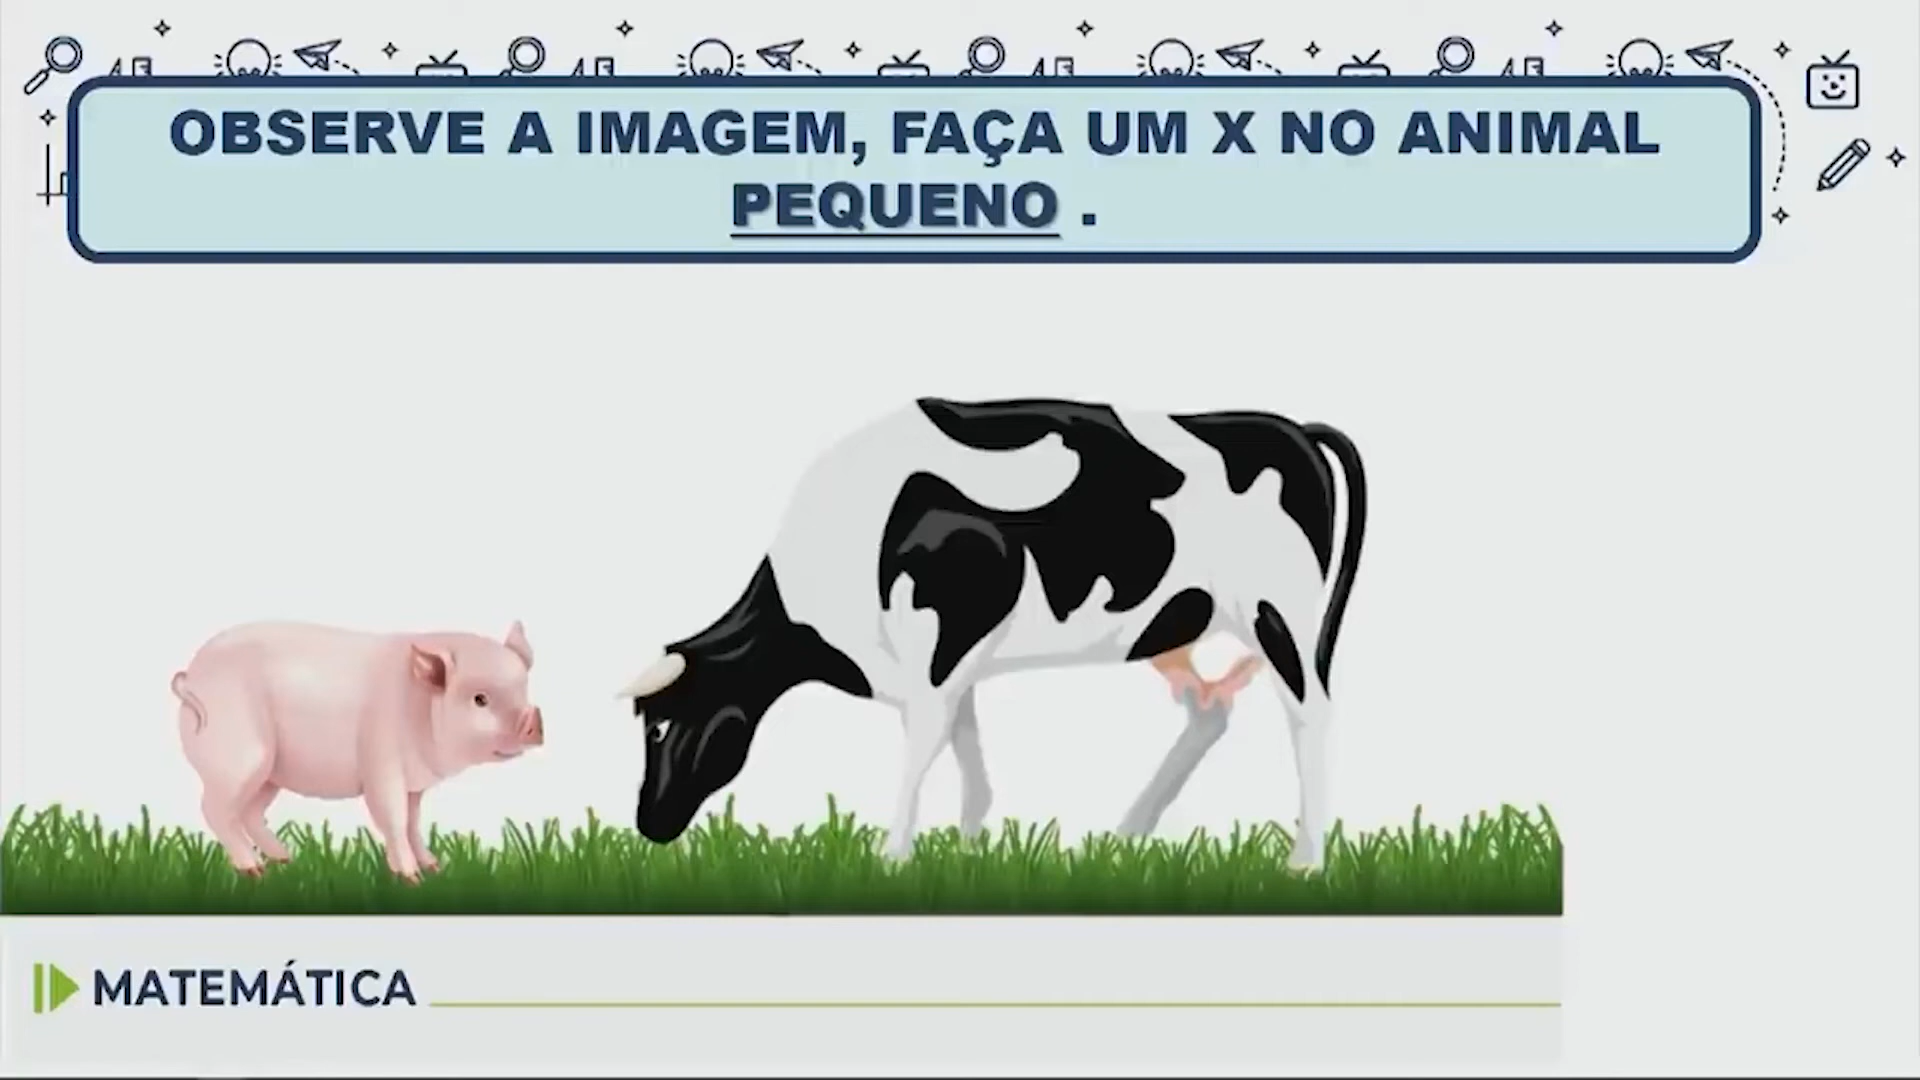 OBSERVE A IMAGEM, FAÇA UM X NO ANIMAL
PEQUENO .
MATEMÁTICA